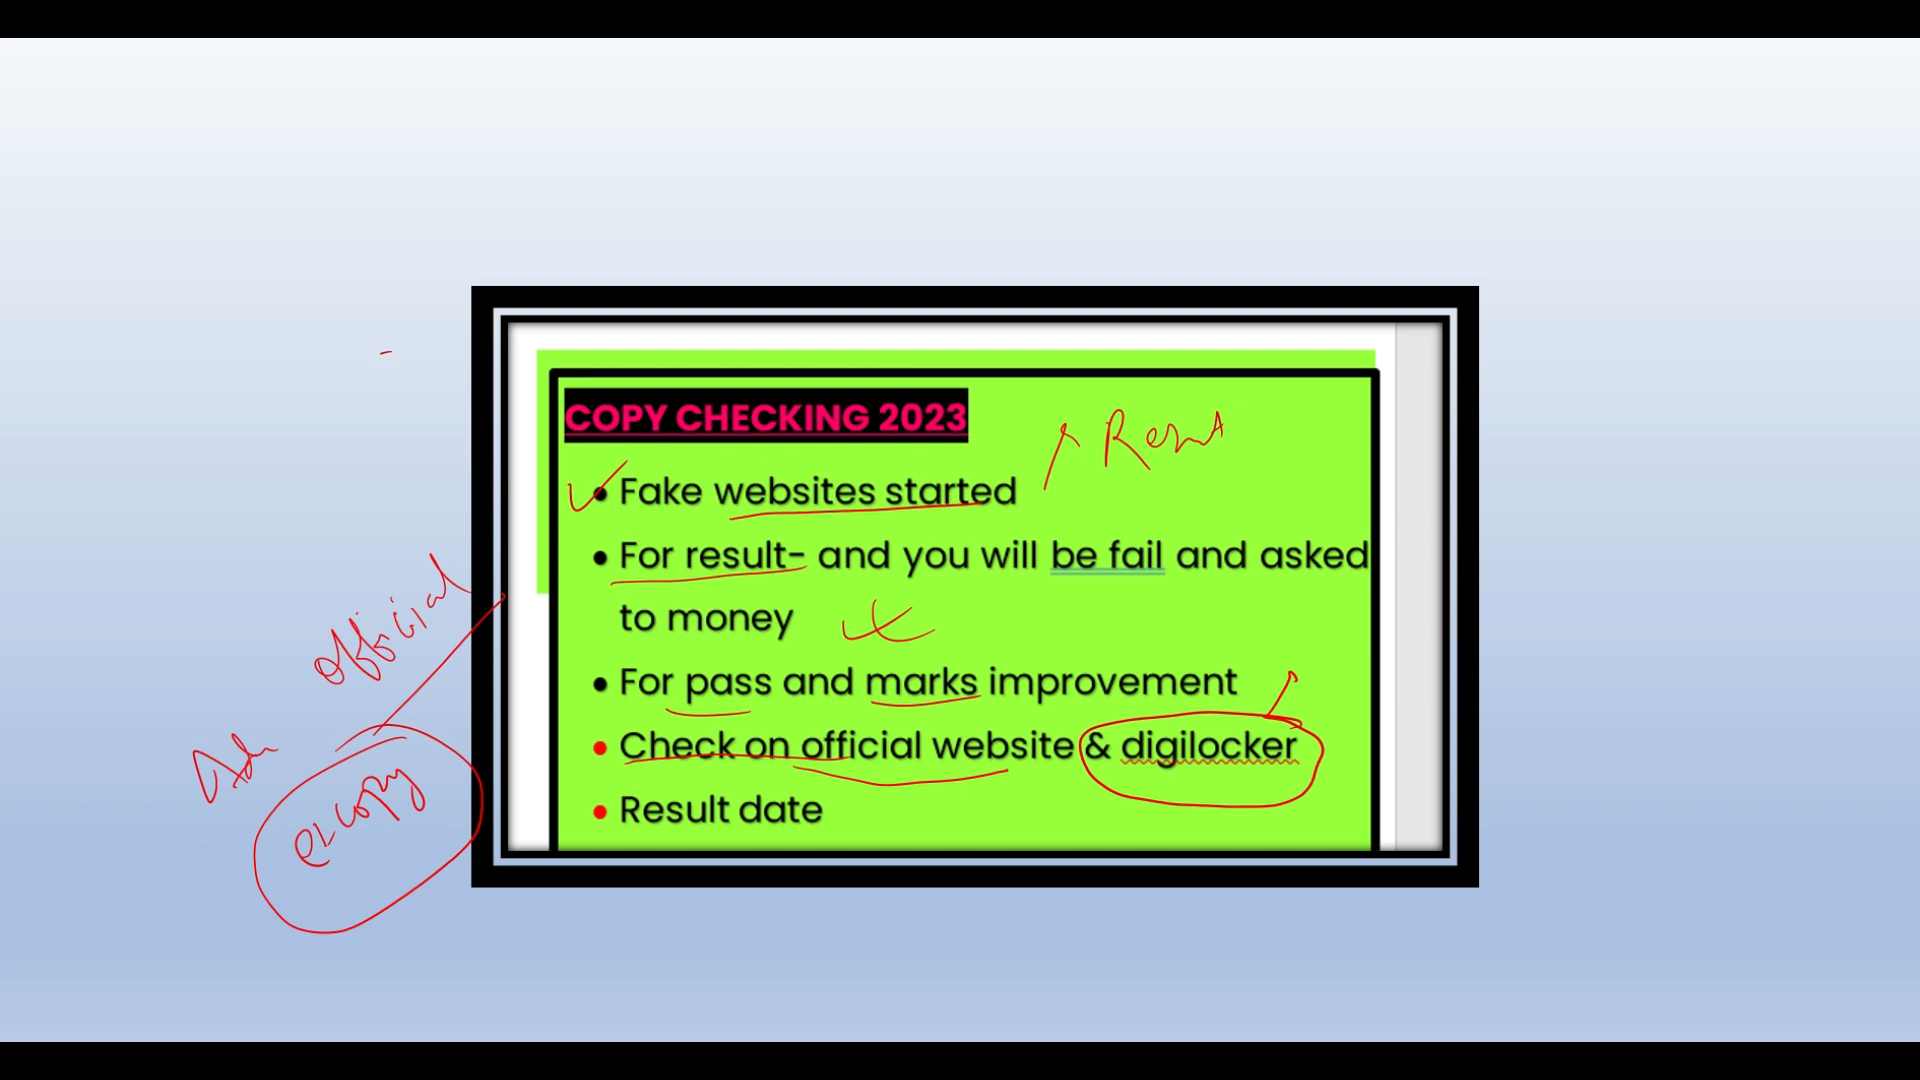 COPY CHECKING 2023
Result
• Fake websites started
• For result- and you will be fail and asked
to money
• For pass and marks improvement
• Check on official website & digilocker
• Result date
official